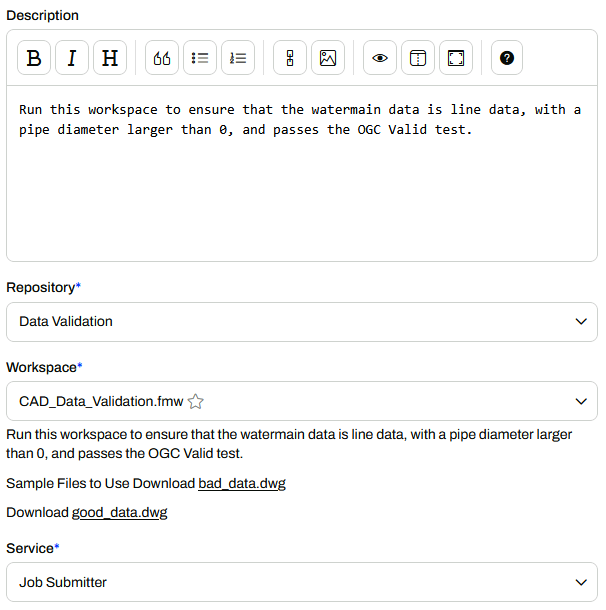 Description
B I H
Run this workspace to ensure that the watermain data is line data, with a
pipe diameter larger than 0, and passes the OGC Valid test.
Repository*
Data Validation
Workspace*
CAD_Data_Validation.fmw
Run this workspace to ensure that the watermain data is line data, with a pipe diameter larger
than 0, and passes the OGC Valid test.
Sample Files to Use Download bad_data.dwg
Download good_data.dwg
Service*
Job Submitter